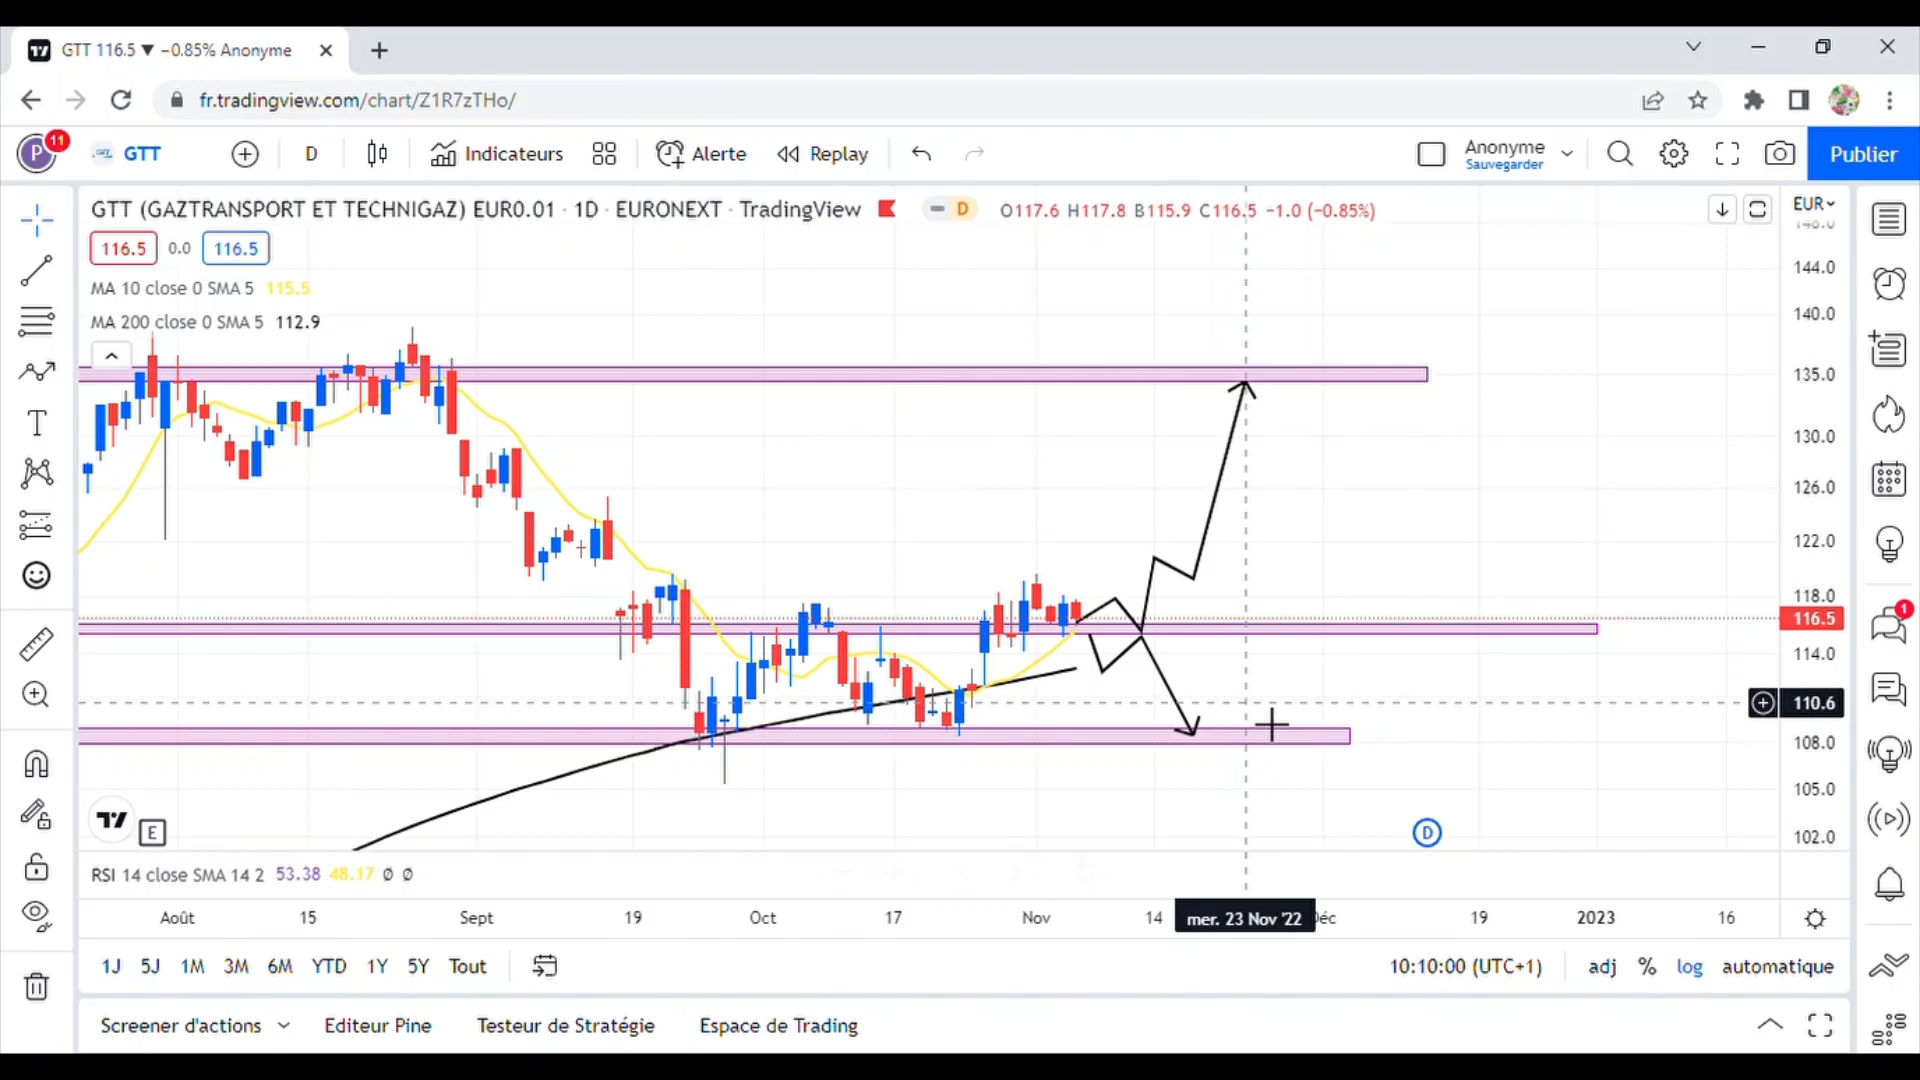 GTT 116.5 ▼ −0.85% Anonyme
fr.tradingview.com/chart/Z1R7zTHo/
P 11 GTT D Indicateurs Alerte Replay Anonyme Sauvegarder Publier
GTT (GAZTRANSPORT ET TECHNIGAZ) EUR0.01 · 1D · EURONEXT · TradingView D O117.6 H117.8 B115.9 C116.5 −1.0 (−0.85%) EUR
116.5 0.0 116.5
MA 10 close 0 SMA 5 115.5
MA 200 close 0 SMA 5 112.9
148.0
144.0
140.0
135.0
130.0
126.0
122.0
118.0
116.5
114.0
110.6
108.0
105.0
102.0
1
E
D
RSI 14 close SMA 14 2 53.38 48.17 Ø Ø
Août 15 Sept 19 Oct 17 Nov 14 mer. 23 Nov '22 Déc 19 2023 16
1J 5J 1M 3M 6M YTD 1Y 5Y Tout 10:10:00 (UTC+1) adj % log automatique
Screener d'actions Editeur Pine Testeur de Stratégie Espace de Trading